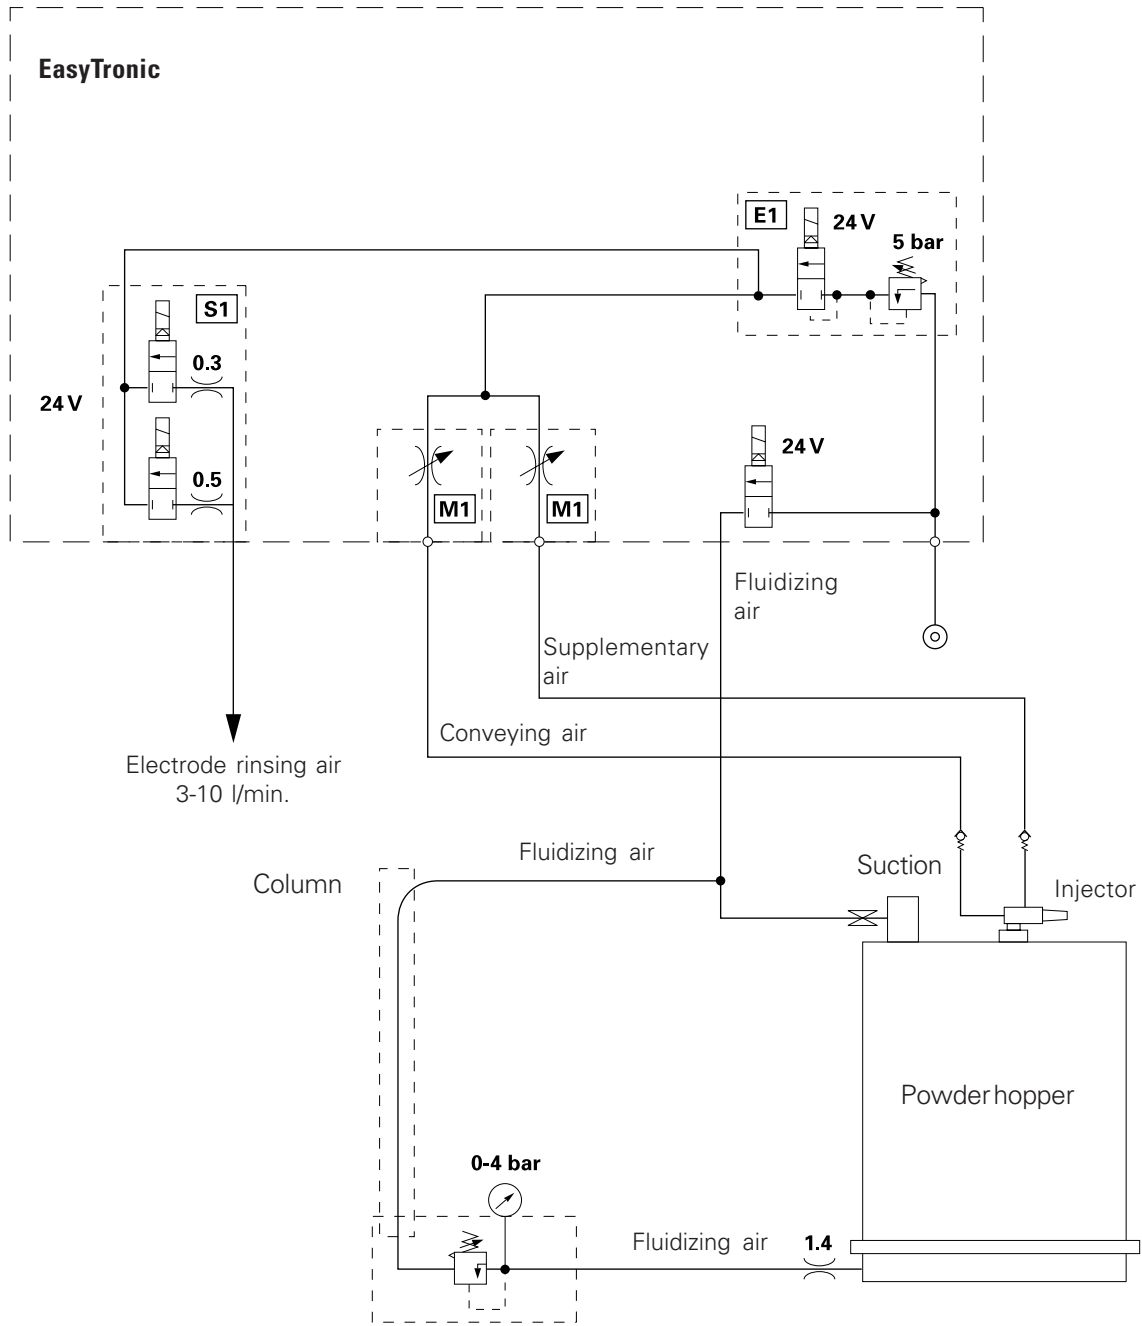 EasyTronic
E1
24 V
5 bar
S1
0.3
24 V
0.5
24 V
M1
M1
Fluidizing
air
Supplementary
air
Conveying air
Electrode rinsing air
3-10 l/min.
Fluidizing air
Column
Suction
Injector
Powder hopper
0-4 bar
Fluidizing air
1.4